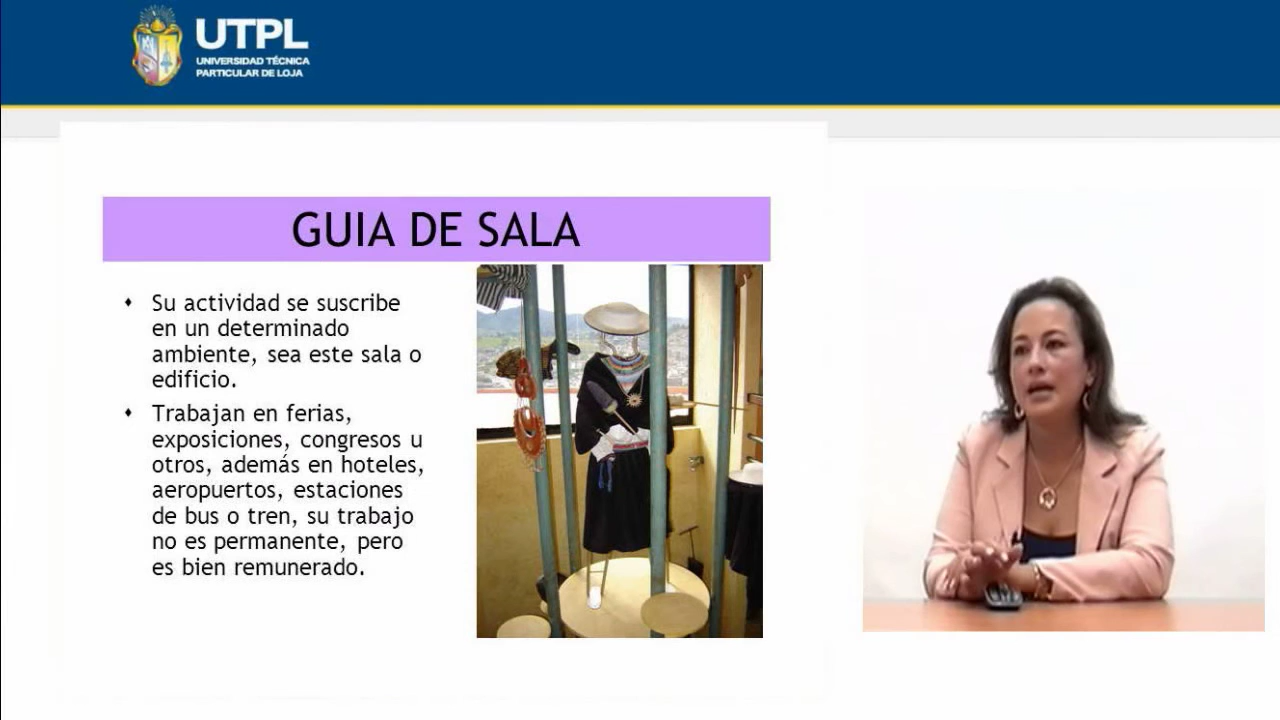 UTPL
UNIVERSIDAD TÉCNICA
PARTICULAR DE LOJA
GUIA DE SALA
Su actividad se suscribe
en un determinado
ambiente, sea este sala o
edificio.
Trabajan en ferias,
exposiciones, congresos u
otros, además en hoteles,
aeropuertos, estaciones
de bus o tren, su trabajo
no es permanente, pero
es bien remunerado.